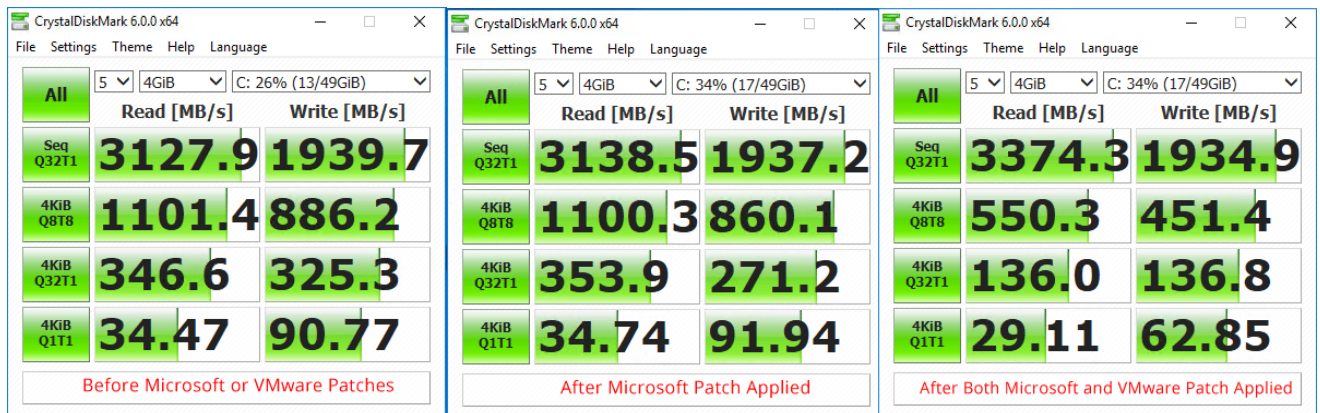 CrystalDiskMark 6.0.0 x64
File Settings Theme Help Language
All
5 4GiB C: 26% (13/49GiB)
Read [MB/s] Write [MB/s]
Seq
Q32T1
3127.9 1939.7
4KiB
Q8T8
1101.4 886.2
4KiB
Q32T1
346.6 325.3
4KiB
Q1T1
34.47 90.77
Before Microsoft or VMware Patches
CrystalDiskMark 6.0.0 x64
File Settings Theme Help Language
All
5 4GiB C: 34% (17/49GiB)
Read [MB/s] Write [MB/s]
Seq
Q32T1
3138.5 1937.2
4KiB
Q8T8
1100.3 860.1
4KiB
Q32T1
353.9 271.2
4KiB
Q1T1
34.74 91.94
After Microsoft Patch Applied
CrystalDiskMark 6.0.0 x64
File Settings Theme Help Language
All
5 4GiB C: 34% (17/49GiB)
Read [MB/s] Write [MB/s]
Seq
Q32T1
3374.3 1934.9
4KiB
Q8T8
550.3 451.4
4KiB
Q32T1
136.0 136.8
4KiB
Q1T1
29.11 62.85
After Both Microsoft and VMware Patch Applied